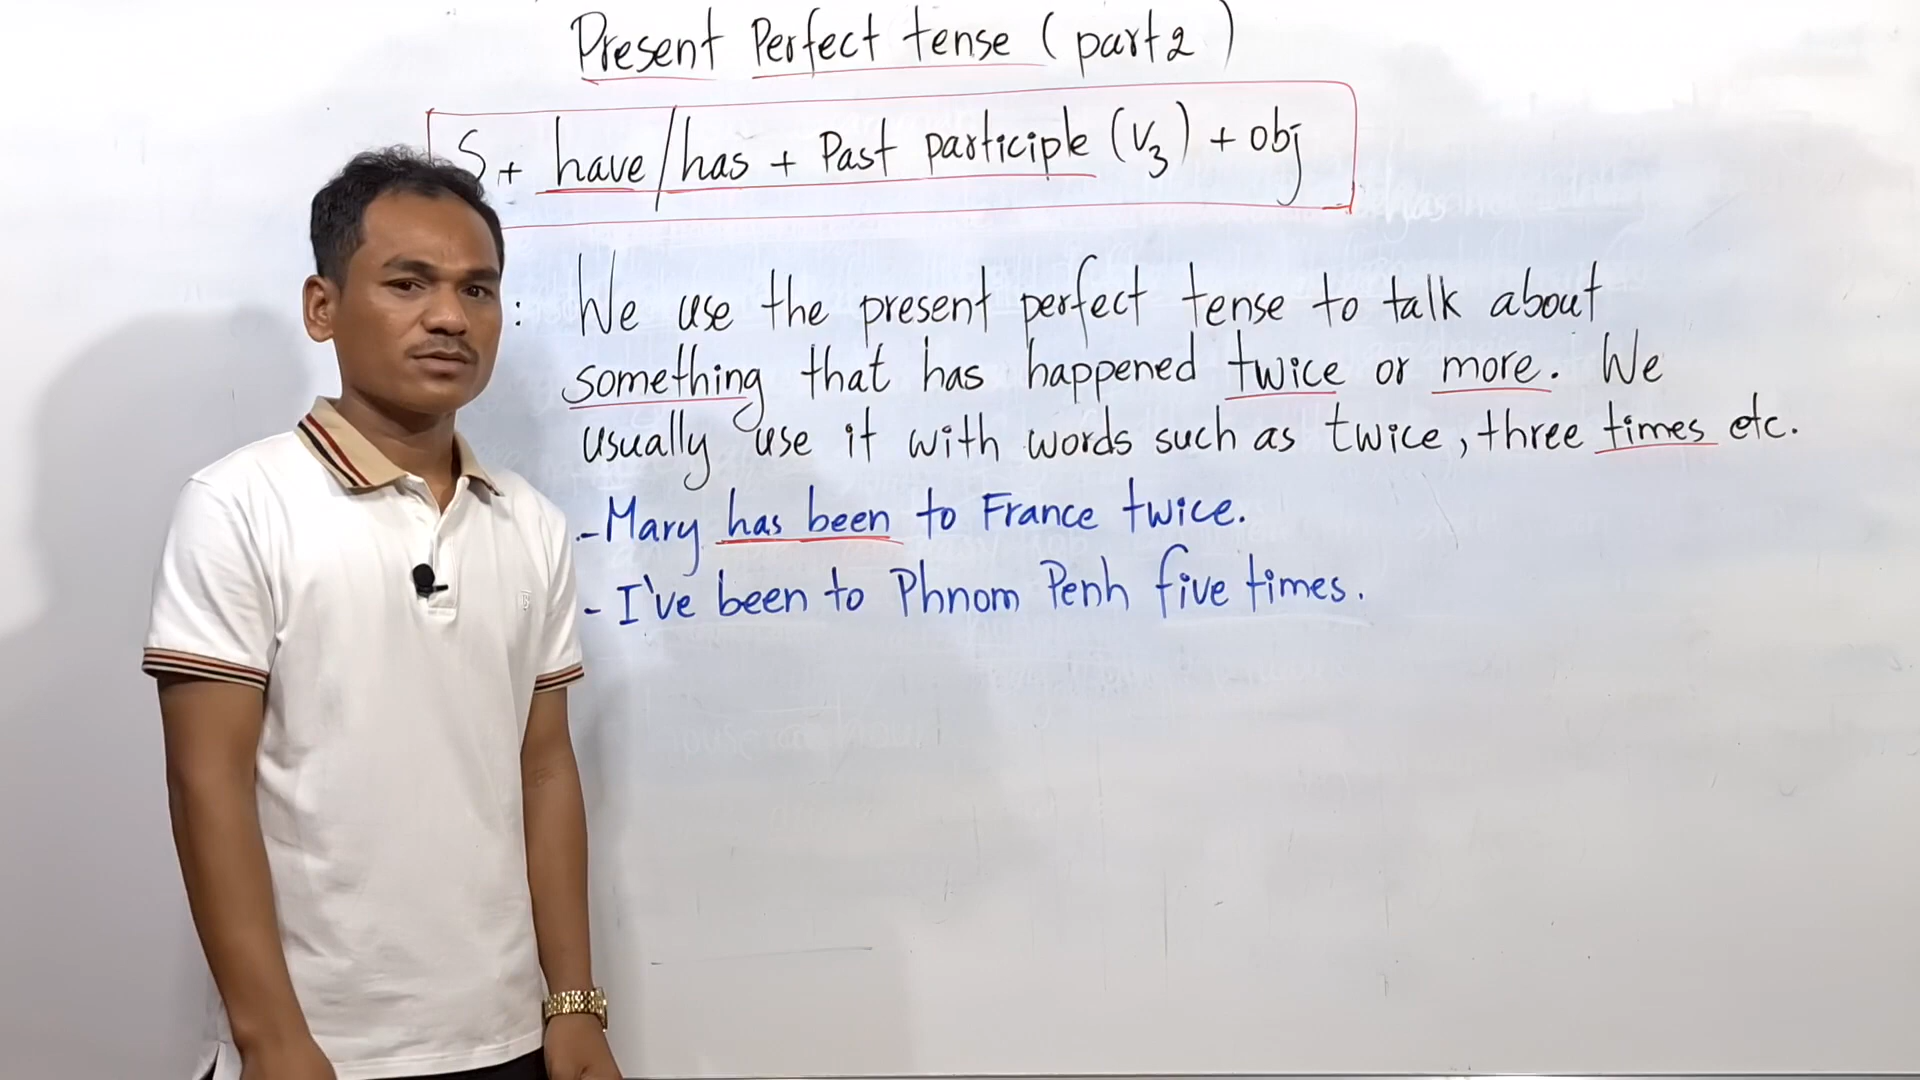 Present Perfect tense (part 2)
S + have/has + Past participle (V3) + obj
: We use the present perfect tense to talk about
something that has happened twice or more. We
usually use it with words such as twice, three times etc.
- Mary has been to France twice.
- I've been to Phnom Penh five times.